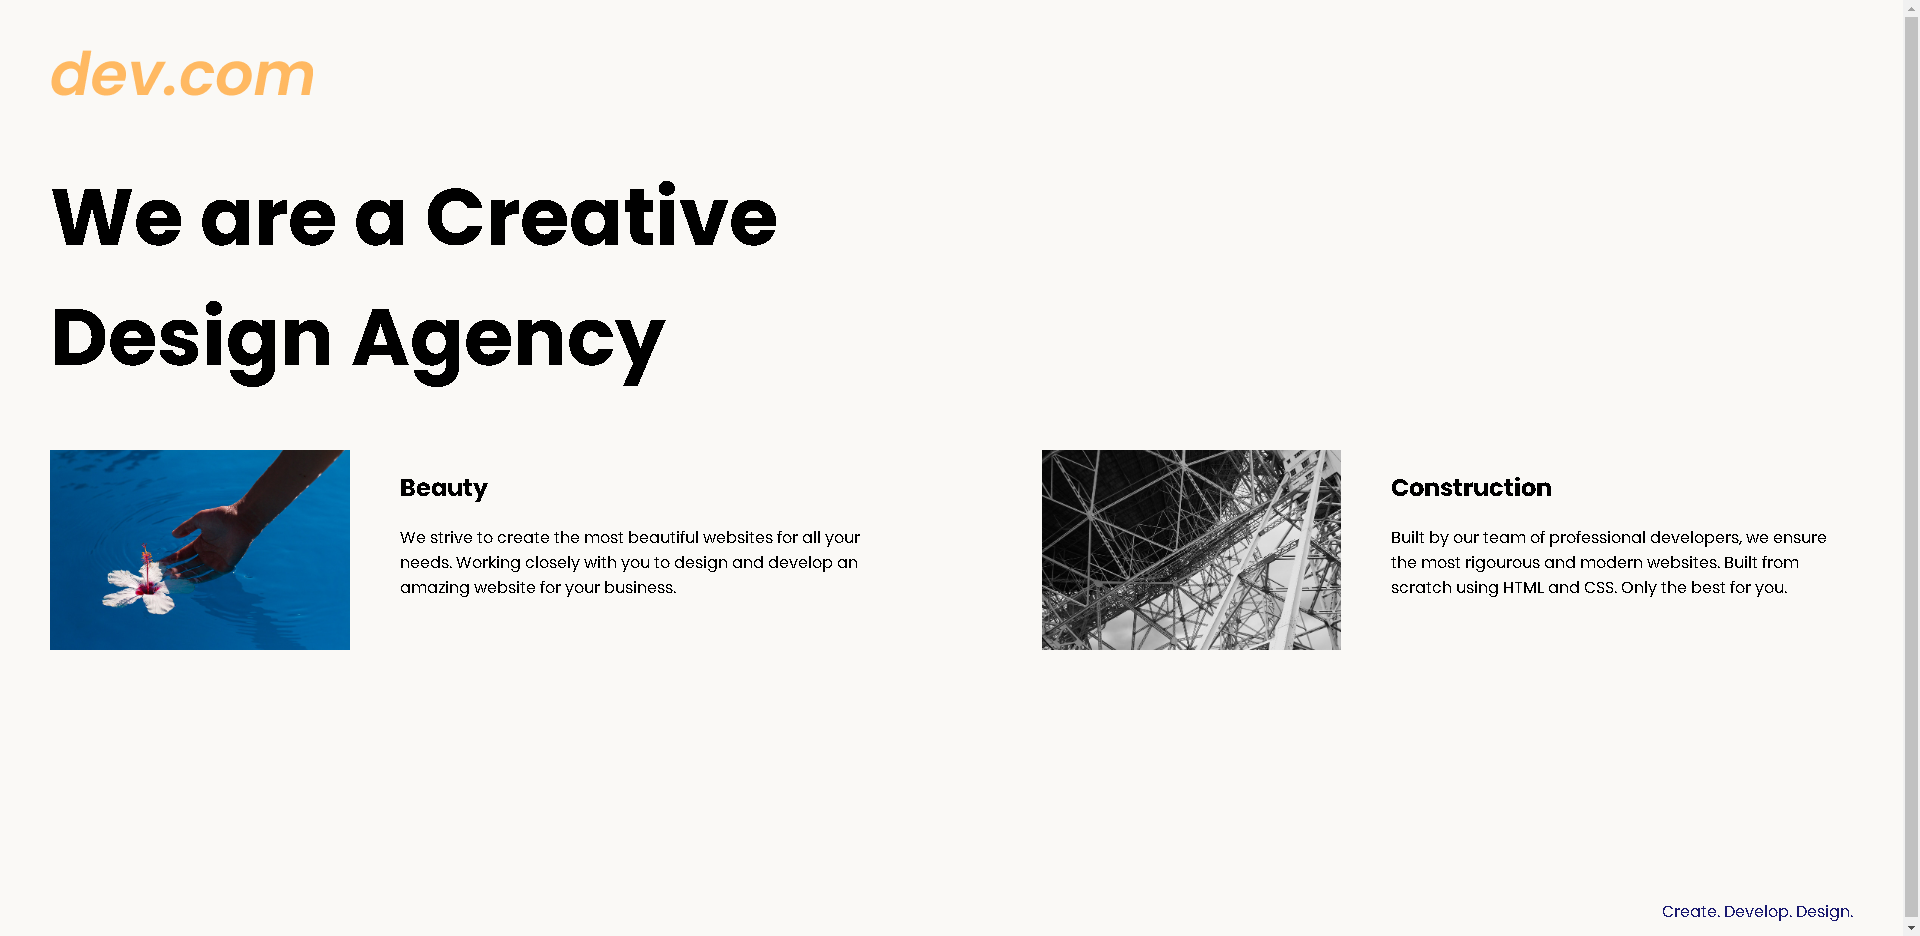 dev.com
We are a Creative
Design Agency
Beauty
We strive to create the most beautiful websites for all your
needs. Working closely with you to design and develop an
amazing website for your business.
Construction
Built by our team of professional developers, we ensure
the most rigourous and modern websites. Built from
scratch using HTML and CSS. Only the best for you.
Create. Develop. Design.